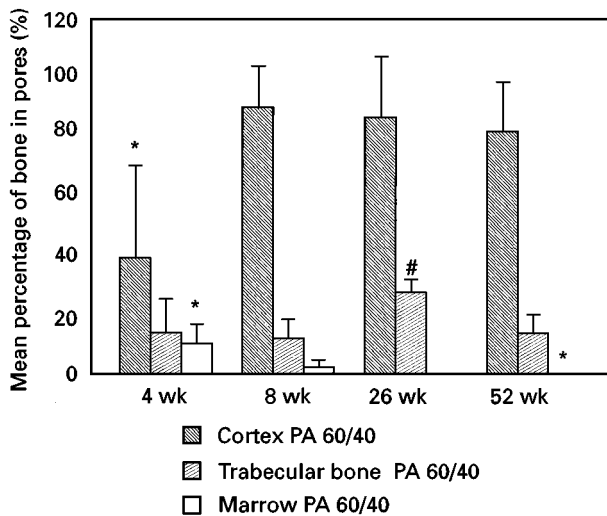 Mean percentage of bone in pores (%)
120
100
80
60
40
20
0
*
*
#
*
4 wk 8 wk 26 wk 52 wk
Cortex PA 60/40
Trabecular bone PA 60/40
Marrow PA 60/40